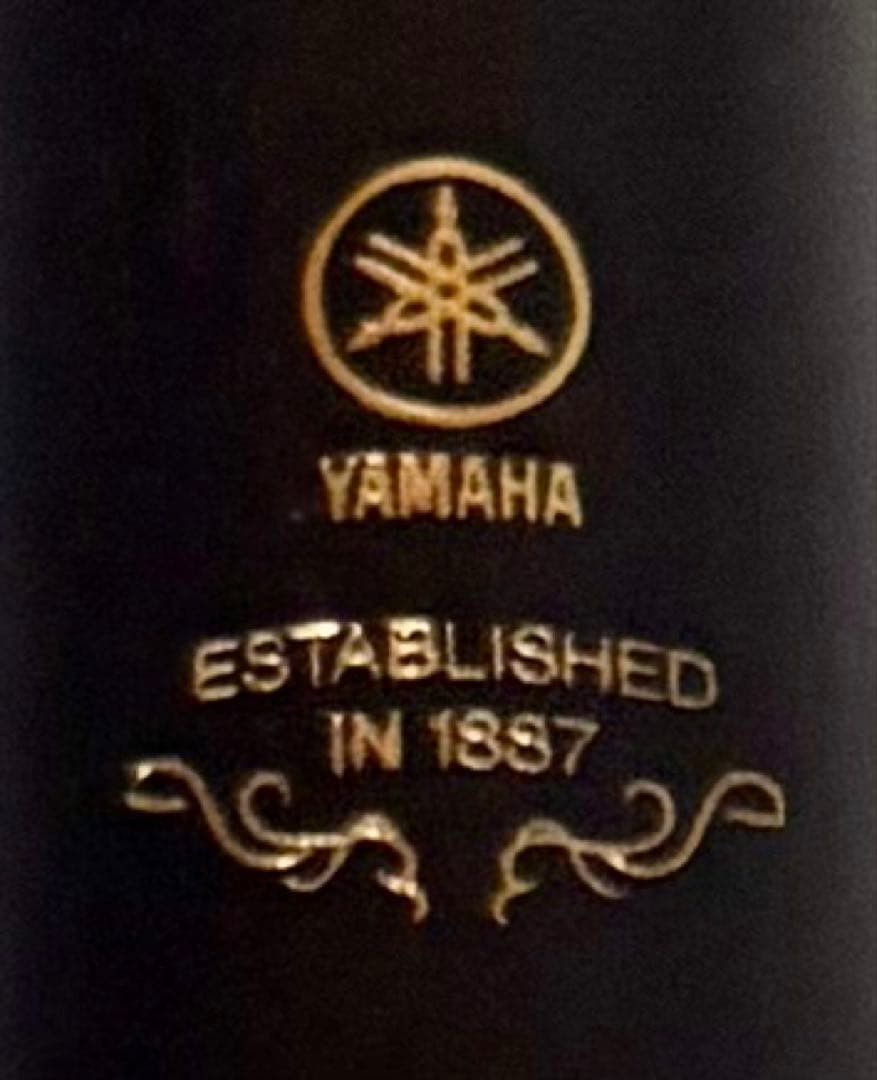 YAMAHA
ESTABLISHED
IN 1887